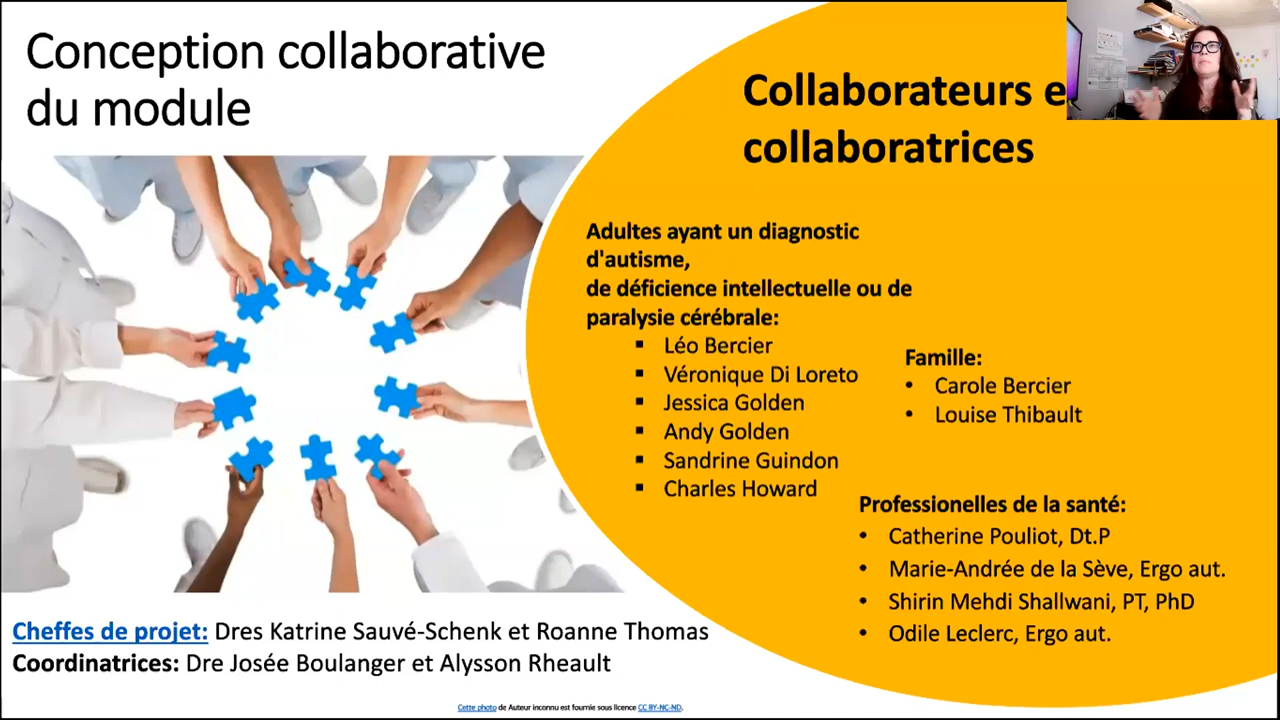 Conception collaborative
du module
Collaborateurs e
collaboratrices
Adultes ayant un diagnostic
d'autisme,
de déficience intellectuelle ou de
paralysie cérébrale:
▪ Léo Bercier
▪ Véronique Di Loreto
▪ Jessica Golden
▪ Andy Golden
▪ Sandrine Guindon
▪ Charles Howard
Famille:
• Carole Bercier
• Louise Thibault
Professionelles de la santé:
• Catherine Pouliot, Dt.P
• Marie-Andrée de la Sève, Ergo aut.
• Shirin Mehdi Shallwani, PT, PhD
• Odile Leclerc, Ergo aut.
Cheffes de projet: Dres Katrine Sauvé-Schenk et Roanne Thomas
Coordinatrices: Dre Josée Boulanger et Alysson Rheault
Cette photo de Auteur inconnu est fournie sous licence CC BY-NC-ND.